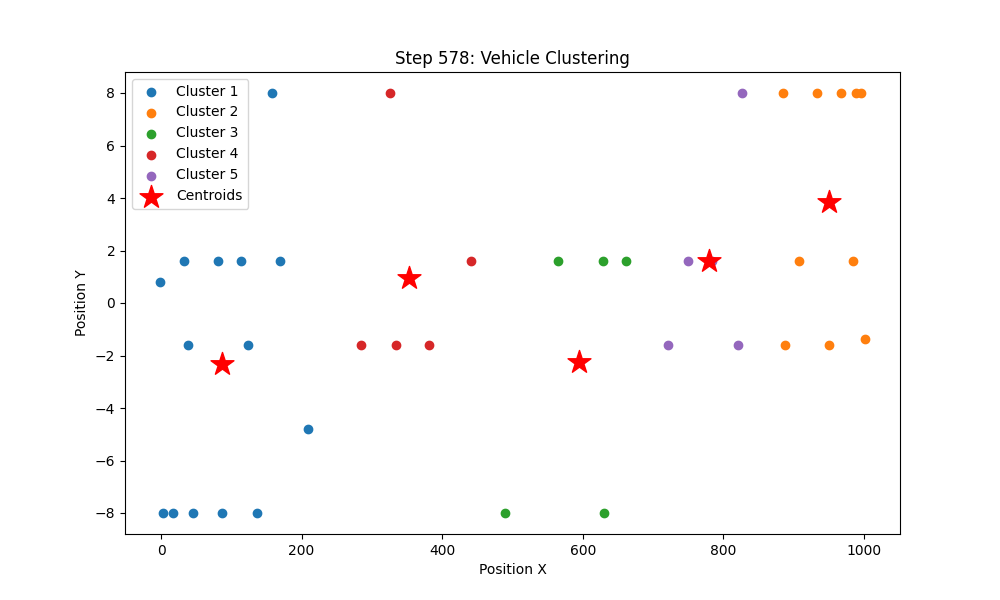 Step 578: Vehicle Clustering
Cluster 1
Cluster 2
Cluster 3
Cluster 4
Cluster 5
Centroids
8
6
4
2
0
−2
−4
−6
−8
Position Y
0 200 400 600 800 1000
Position X